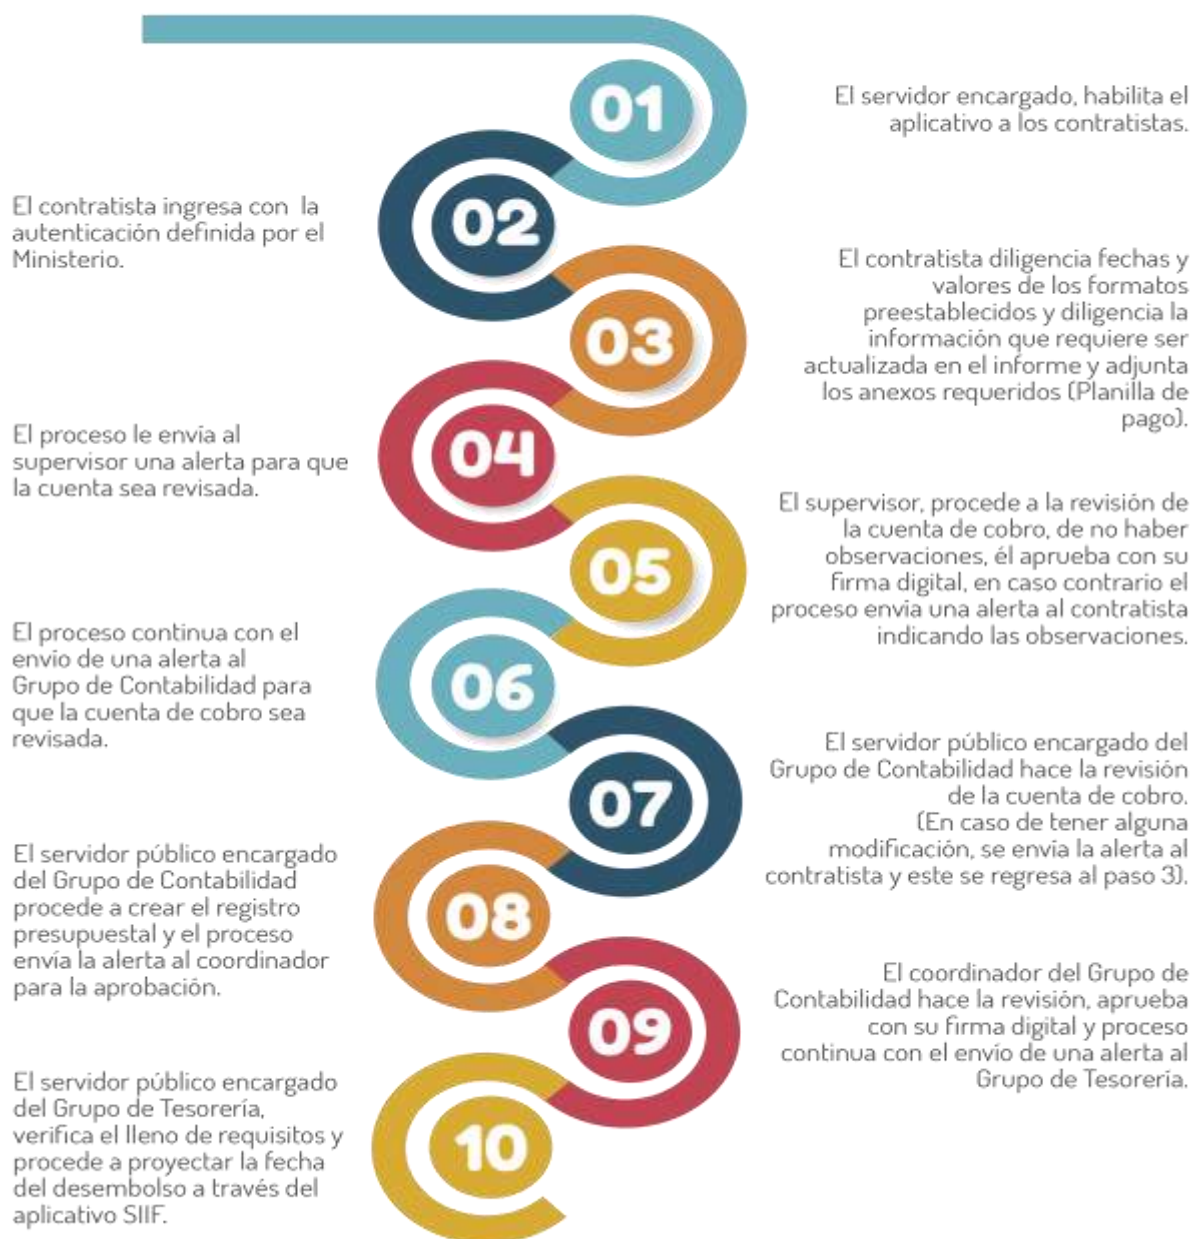 01
El servidor encargado, habilita el
aplicativo a los contratistas.
02
El contratista ingresa con la
autenticación definida por el
Ministerio.
03
El contratista diligencia fechas y
valores de los formatos
preestablecidos y diligencia la
información que requiere ser
actualizada en el informe y adjunta
los anexos requeridos (Planilla de
pago).
04
El proceso le envía al
supervisor una alerta para que
la cuenta sea revisada.
05
El supervisor, procede a la revisión de
la cuenta de cobro, de no haber
observaciones, él aprueba con su
firma digital, en caso contrario el
proceso envia una alerta al contratista
indicando las observaciones.
06
El proceso continua con el
envío de una alerta al
Grupo de Contabilidad para
que la cuenta de cobro sea
revisada.
07
El servidor público encargado del
Grupo de Contabilidad hace la revisión
de la cuenta de cobro.
(En caso de tener alguna
modificación, se envia la alerta al
contratista y este se regresa al paso 3).
08
El servidor público encargado
del Grupo de Contabilidad
procede a crear el registro
presupuestal y el proceso
envía la alerta al coordinador
para la aprobación.
09
El coordinador del Grupo de
Contabilidad hace la revisión, aprueba
con su firma digital y proceso
continua con el envío de una alerta al
Grupo de Tesorería.
10
El servidor público encargado
del Grupo de Tesorería,
verifica el lleno de requisitos y
procede a proyectar la fecha
del desembolso a través del
aplicativo SIIF.